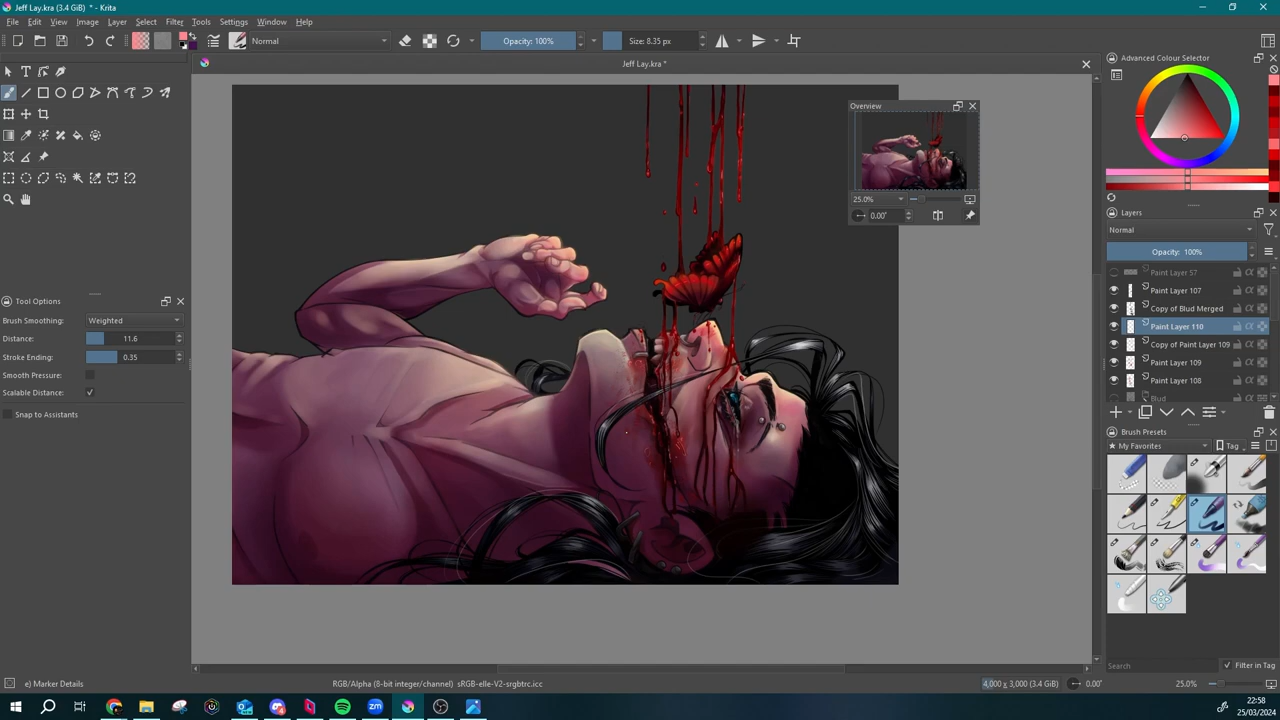 Jeff Lay.kra (3.4 GiB) * - Krita
File Edit View Image Layer Select Filter Tools Settings Window Help
Normal
Opacity: 100%
Size: 8.35 px
Jeff Lay.kra *
Advanced Colour Selector
Overview
25.0%
0.00°
Layers
Normal
Opacity: 100%
Paint Layer 57
Paint Layer 107
Copy of Blud Merged
Paint Layer 110
Copy of Paint Layer 109
Paint Layer 109
Paint Layer 108
Blud
Tool Options
Brush Smoothing: Weighted
Distance: 11.6
Stroke Ending: 0.35
Smooth Pressure:
Scalable Distance:
Snap to Assistants
Brush Presets
My Favorites
Tag
Search
Filter in Tag
e) Marker Details
RGB/Alpha (8-bit integer/channel) sRGB-elle-V2-srgbtrc.icc
4,000 x 3,000 (3.4 GiB)
0.00°
25.0%
22:58
25/03/2024